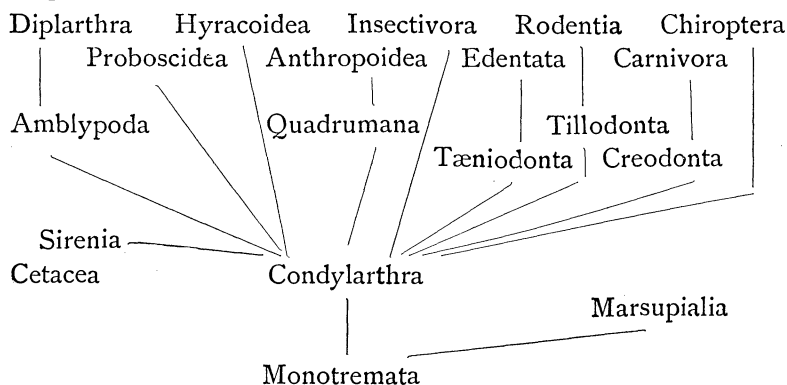 Diplarthra Hyracoidea Insectivora Rodentia Chiroptera
Proboscidea Anthropoidea Edentata Carnivora
Amblypoda Quadrumana Tillodonta
Tæniodonta Creodonta
Sirenia
Cetacea Condylarthra
Marsupialia
Monotremata